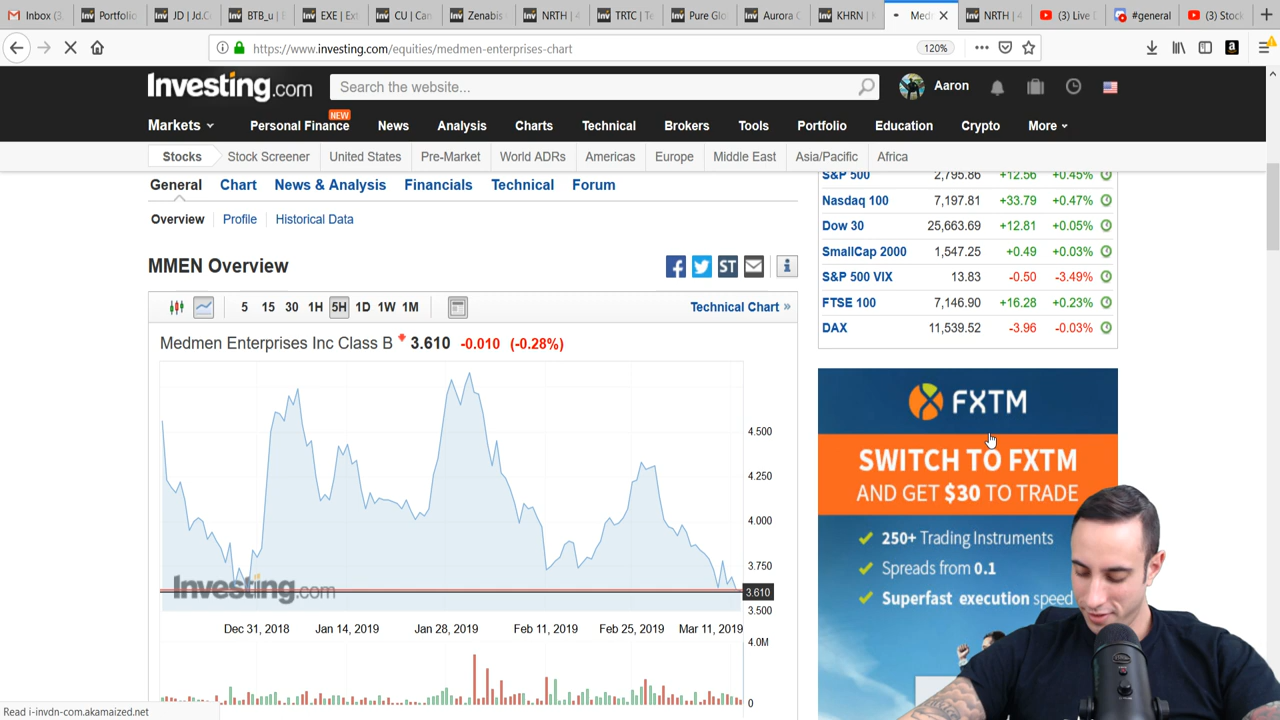 Inbox (3
Portfolio
JD | Jd.C
BTB_u |
EXE | Ext
CU | Can
Zenabis
NRTH | 4
TRTC | Te
Pure Glo
Aurora C
KHRN |
Med
NRTH | 4
(3) Live
#general
(3) Stoc
https://www.investing.com/equities/medmen-enterprises-chart
120%
Investing.com
Search the website...
Aaron
NEW
Markets
Personal Finance
News
Analysis
Charts
Technical
Brokers
Tools
Portfolio
Education
Crypto
More
Stocks
Stock Screener
United States
Pre-Market
World ADRs
Americas
Europe
Middle East
Asia/Pacific
Africa
General
Chart
News & Analysis
Financials
Technical
Forum
Overview
Profile
Historical Data
S&P 500 2,795.86 +12.56 +0.45%
Nasdaq 100 7,197.81 +33.79 +0.47%
Dow 30 25,663.69 +12.81 +0.05%
SmallCap 2000 1,547.25 +0.49 +0.03%
S&P 500 VIX 13.83 -0.50 -3.49%
FTSE 100 7,146.90 +16.28 +0.23%
DAX 11,539.52 -3.96 -0.03%
MMEN Overview
ST
5 15 30 1H 5H 1D 1W 1M
Technical Chart »
Medmen Enterprises Inc Class B 3.610 -0.010 (-0.28%)
4.500
4.250
4.000
3.750
3.610
3.500
Investing.com
Dec 31, 2018
Jan 14, 2019
Jan 28, 2019
Feb 11, 2019
Feb 25, 2019
Mar 11, 2019
4.0M
0
FXTM
SWITCH TO FXTM
AND GET $30 TO TRADE
250+ Trading Instruments
Spreads from 0.1
Superfast execution speed
Read i-invdn-com.akamaized.net